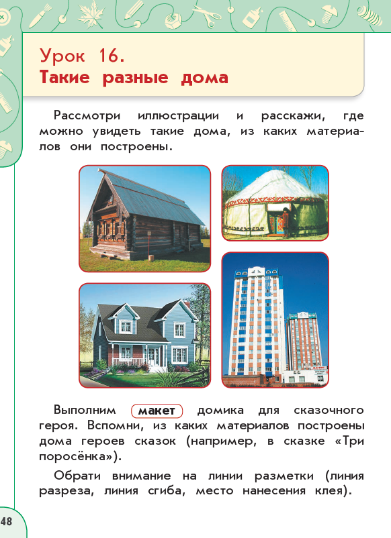 Урок 16.
Такие разные дома
Рассмотри иллюстрации и расскажи, где
можно увидеть такие дома, из каких материа-
лов они построены.
Выполним макет домика для сказочного
героя. Вспомни, из каких материалов построены
дома героев сказок (например, в сказке «Три
поросёнка»).
Обрати внимание на линии разметки (линия
разреза, линия сгиба, место нанесения клея).
48